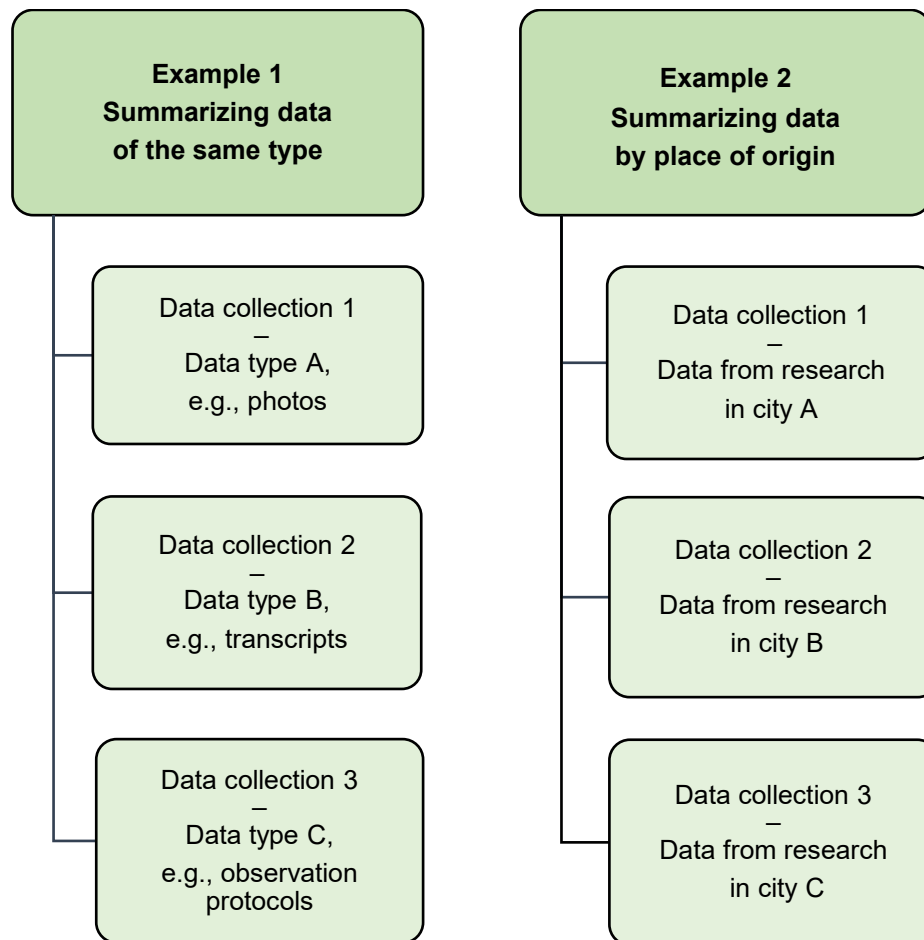 Example 1
Summarizing data
of the same type
Data collection 1
–
Data type A,
e.g., photos
Data collection 2
–
Data type B,
e.g., transcripts
Data collection 3
–
Data type C,
e.g., observation
protocols
Example 2
Summarizing data
by place of origin
Data collection 1
–
Data from research
in city A
Data collection 2
–
Data from research
in city B
Data collection 3
–
Data from research
in city C